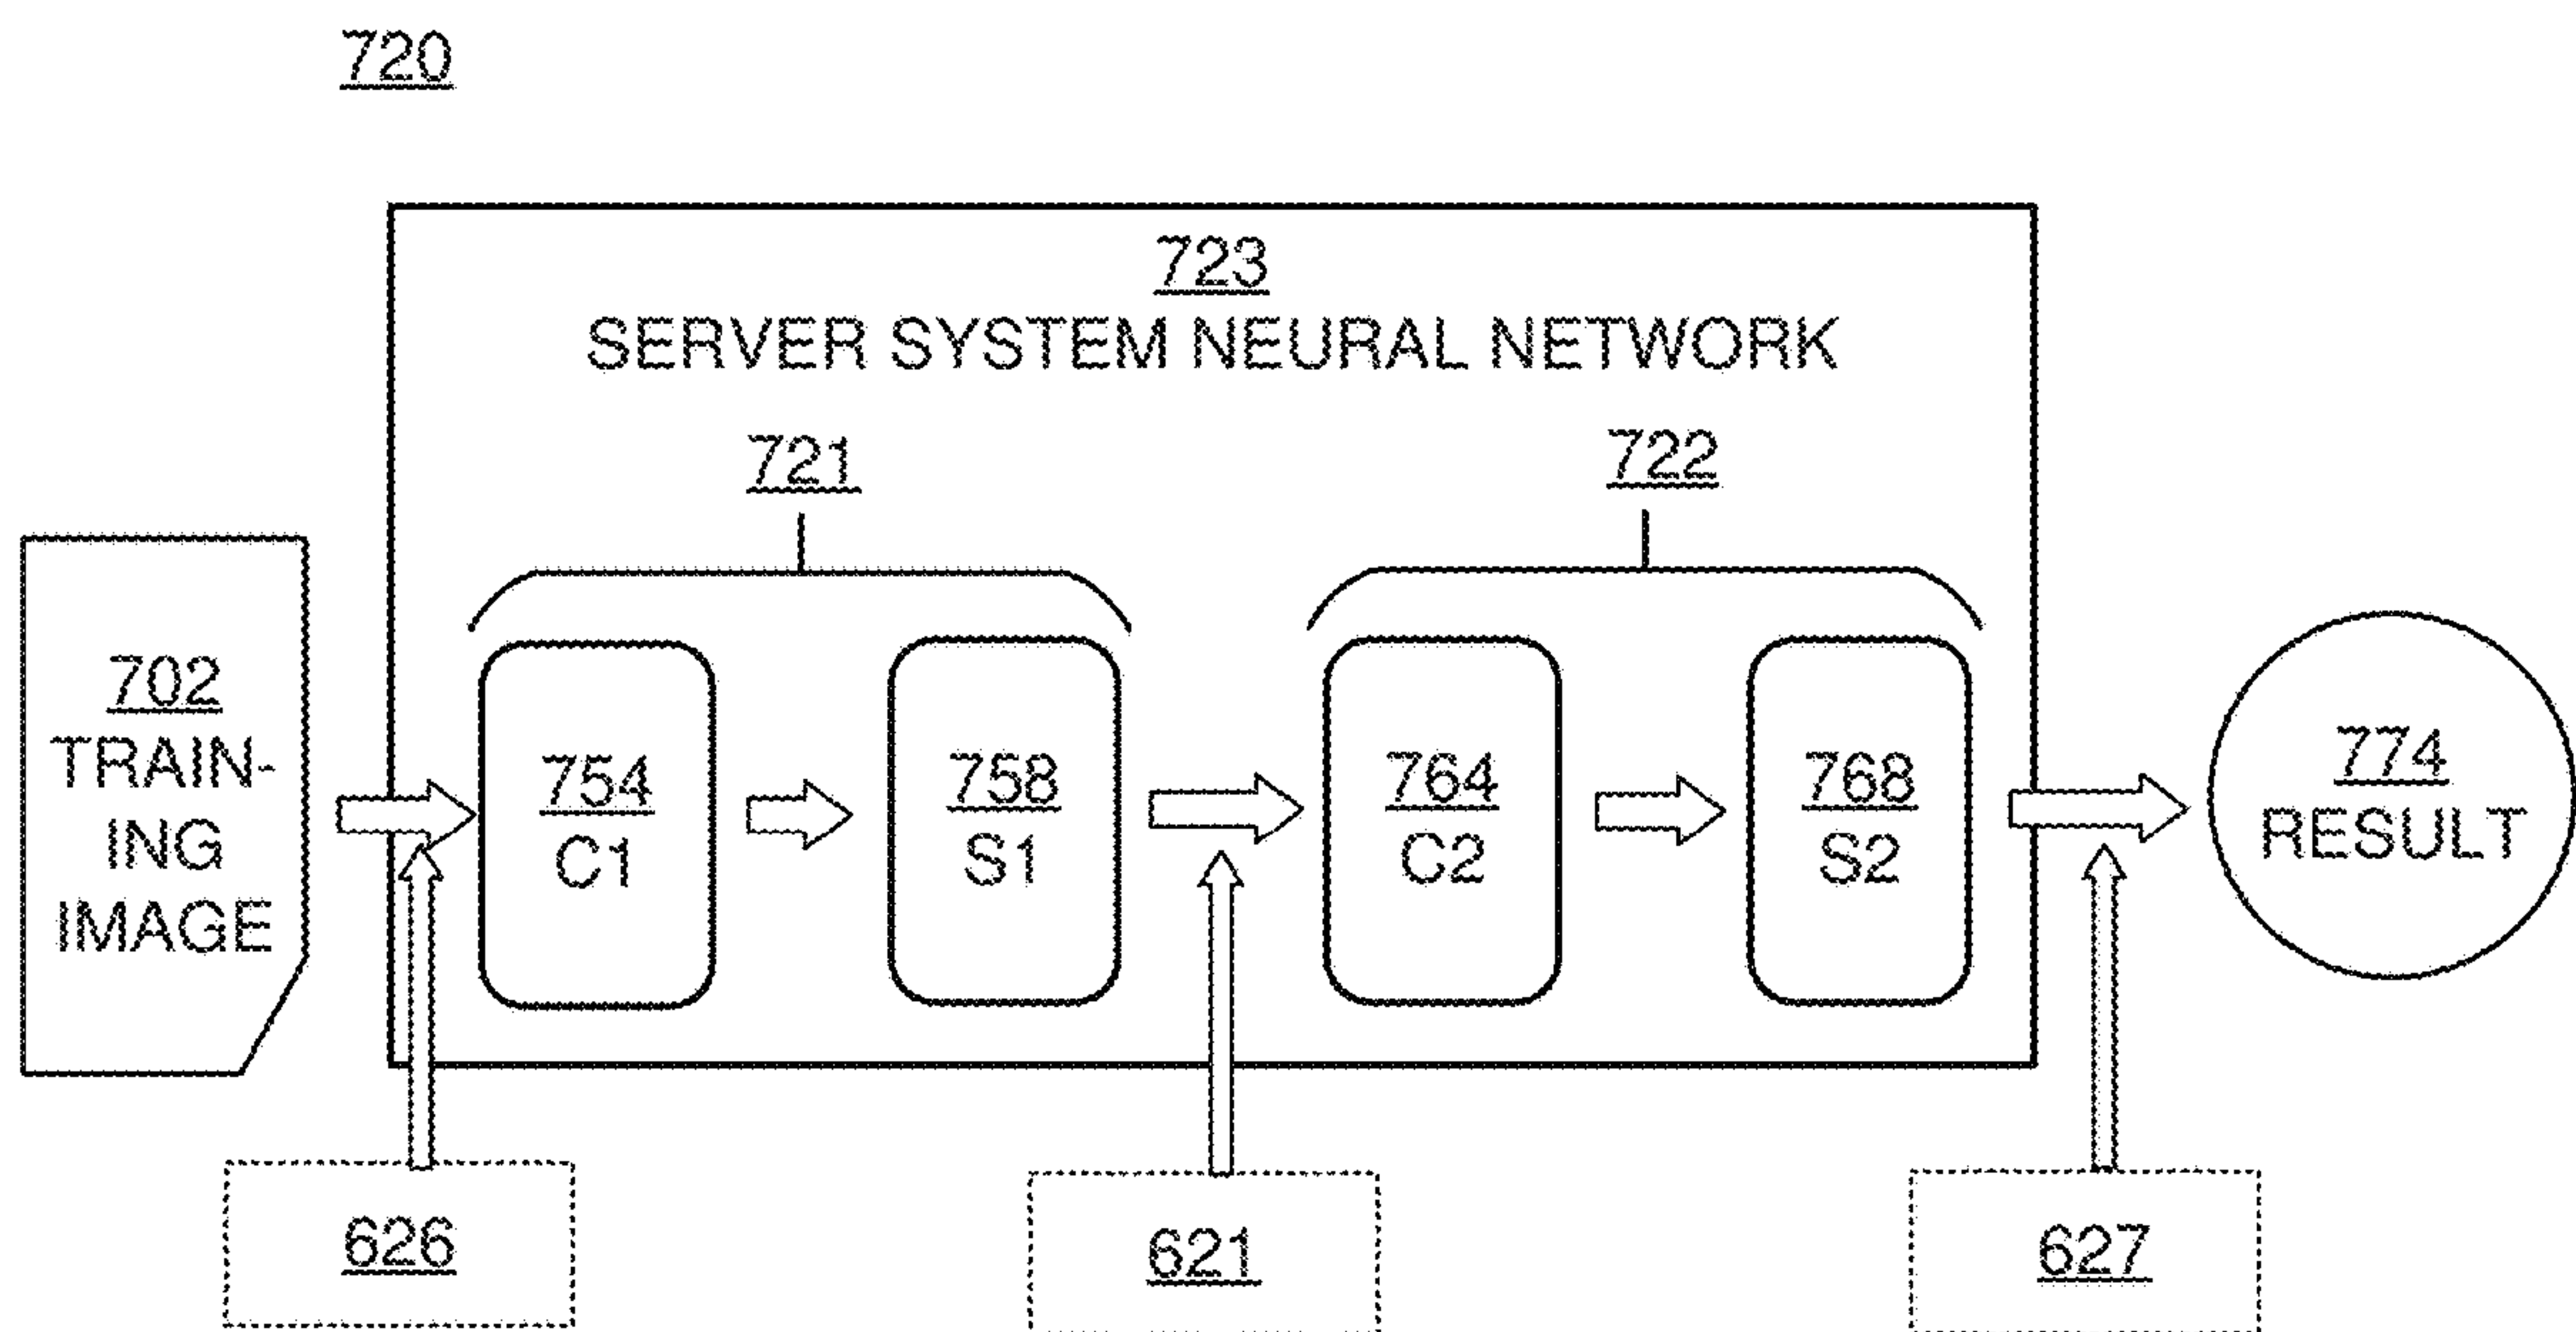 720
723
SERVER SYSTEM NEURAL NETWORK
721
722
702
TRAIN-
ING
IMAGE
754
C1
758
S1
764
C2
768
S2
774
RESULT
626
621
627